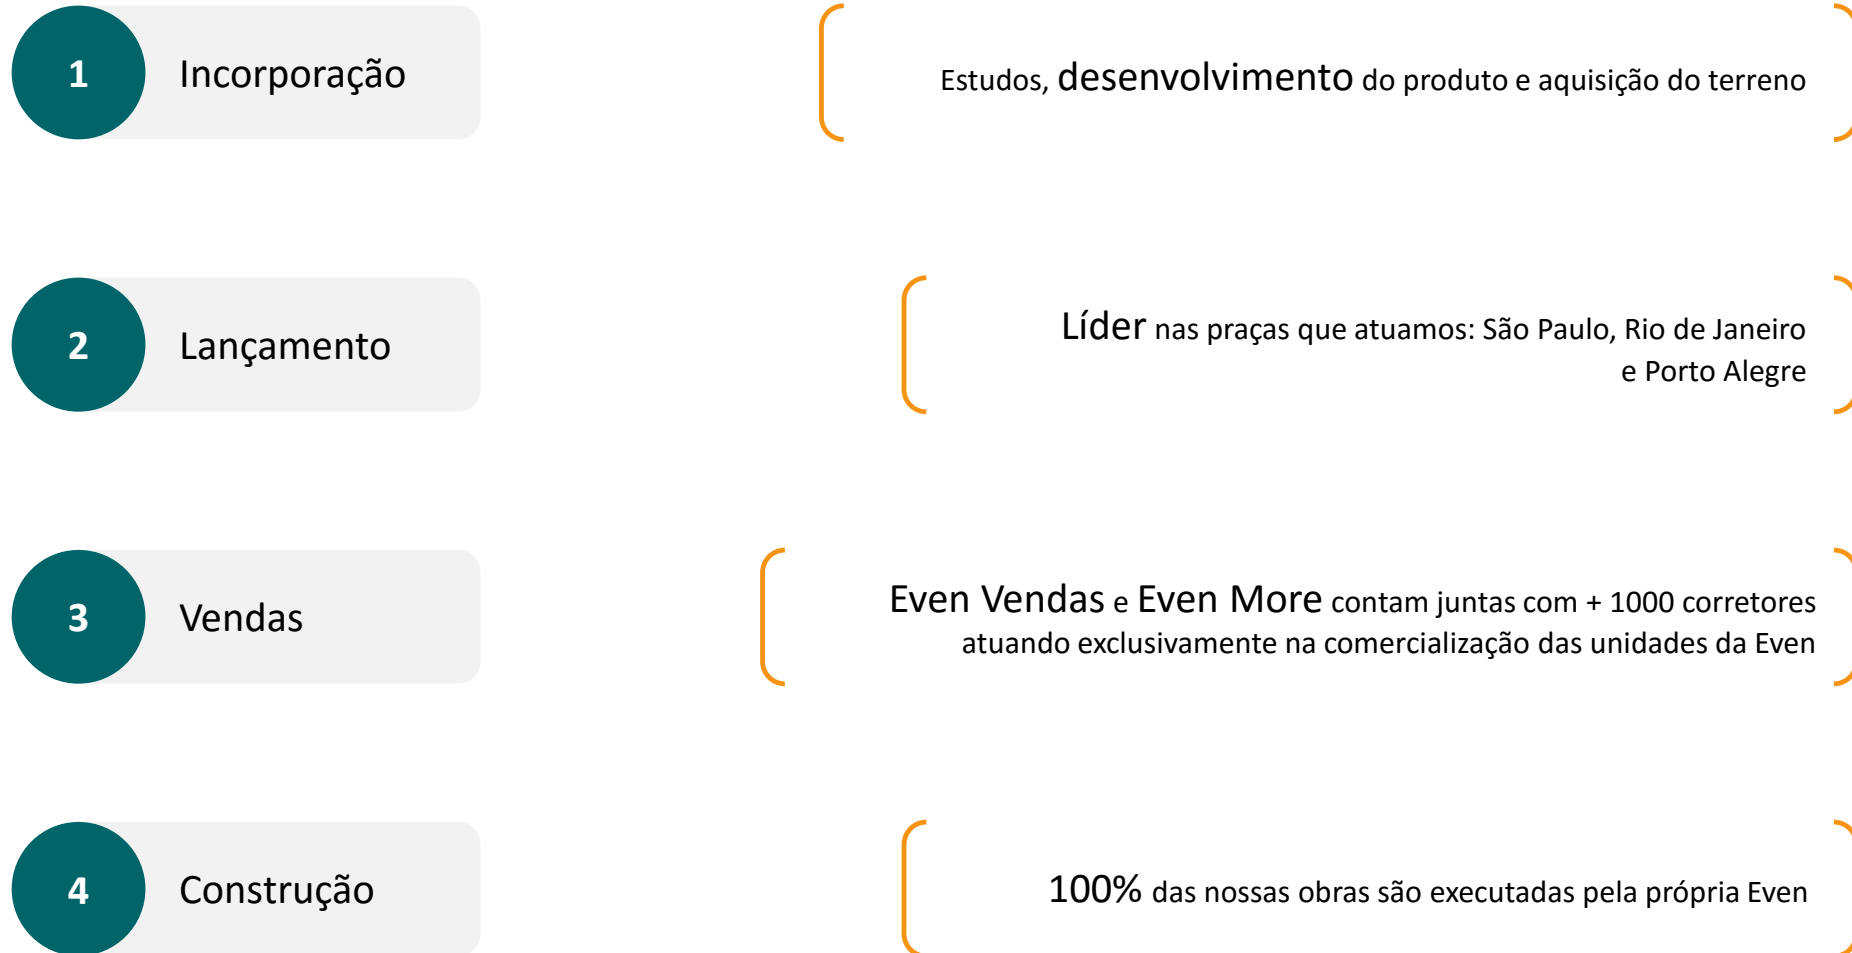 1
Incorporação
Estudos, desenvolvimento do produto e aquisição do terreno
2
Lançamento
Líder nas praças que atuamos: São Paulo, Rio de Janeiro
e Porto Alegre
3
Vendas
Even Vendas e Even More contam juntas com + 1000 corretores
atuando exclusivamente na comercialização das unidades da Even
4
Construção
100% das nossas obras são executadas pela própria Even